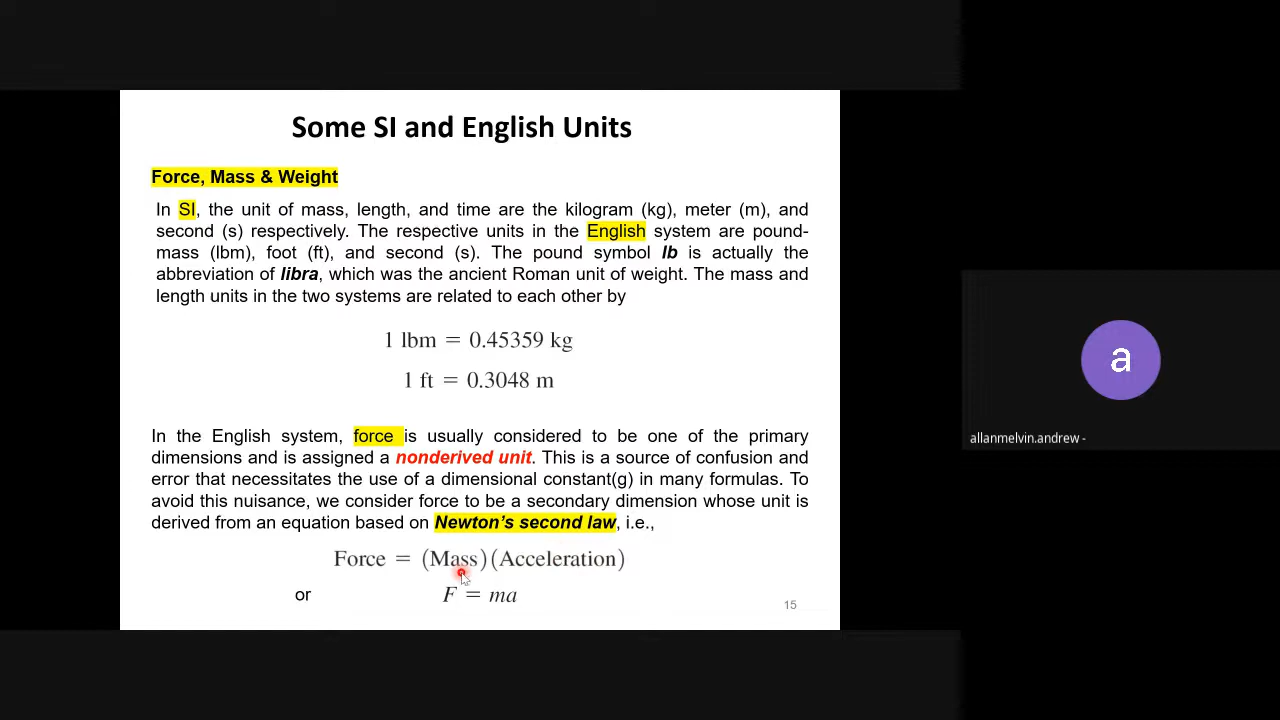 Some SI and English Units
Force, Mass & Weight
In SI, the unit of mass, length, and time are the kilogram (kg), meter (m), and
second (s) respectively. The respective units in the English system are pound-
mass (lbm), foot (ft), and second (s). The pound symbol lb is actually the
abbreviation of libra, which was the ancient Roman unit of weight. The mass and
length units in the two systems are related to each other by
1 lbm = 0.45359 kg
1 ft = 0.3048 m
In the English system, force is usually considered to be one of the primary
dimensions and is assigned a nonderived unit. This is a source of confusion and
error that necessitates the use of a dimensional constant(g) in many formulas. To
avoid this nuisance, we consider force to be a secondary dimension whose unit is
derived from an equation based on Newton's second law, i.e.,
Force = (Mass)(Acceleration)
or F = ma
15
a
allanmelvin.andrew -